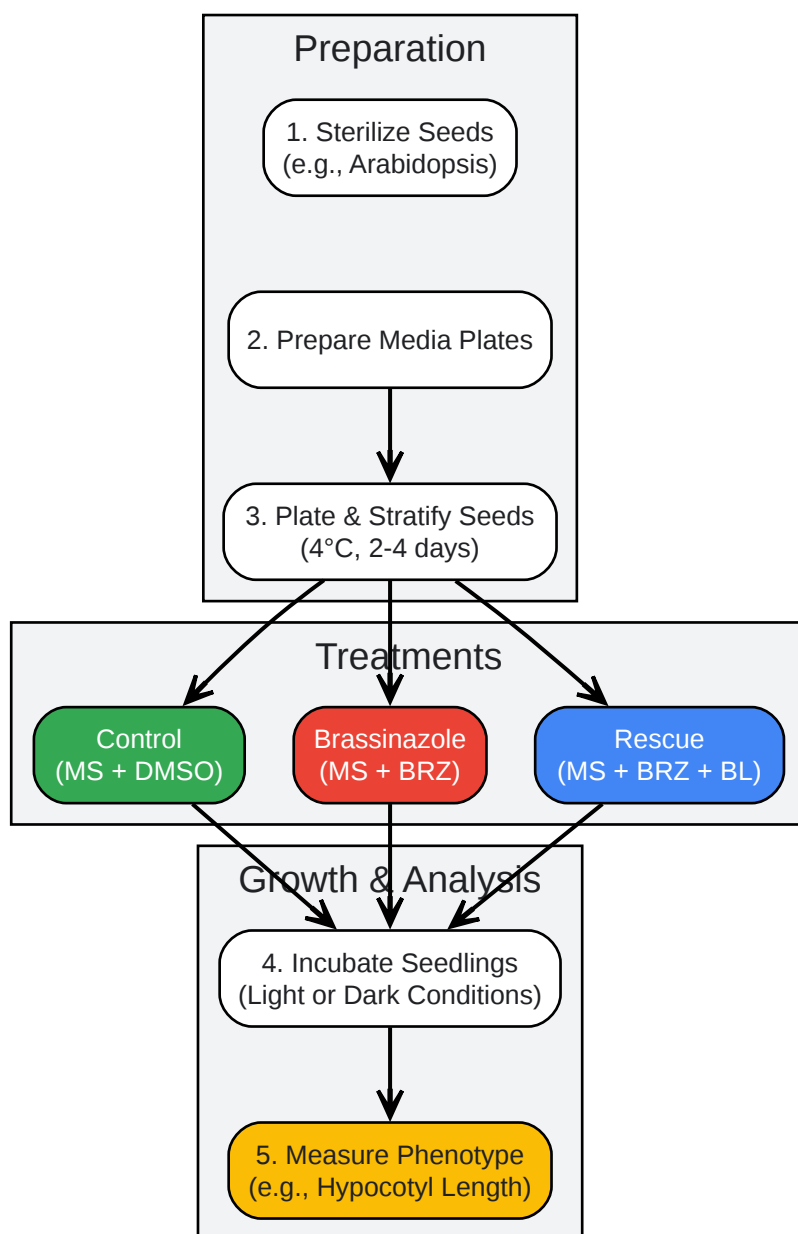 Preparation
1. Sterilize Seeds
(e.g., Arabidopsis)
2. Prepare Media Plates
3. Plate & Stratify Seeds
(4°C, 2-4 days)
Treatments
Control
(MS + DMSO)
Brassinazole
(MS + BRZ)
Rescue
(MS + BRZ + BL)
Growth & Analysis
4. Incubate Seedlings
(Light or Dark Conditions)
5. Measure Phenotype
(e.g., Hypocotyl Length)